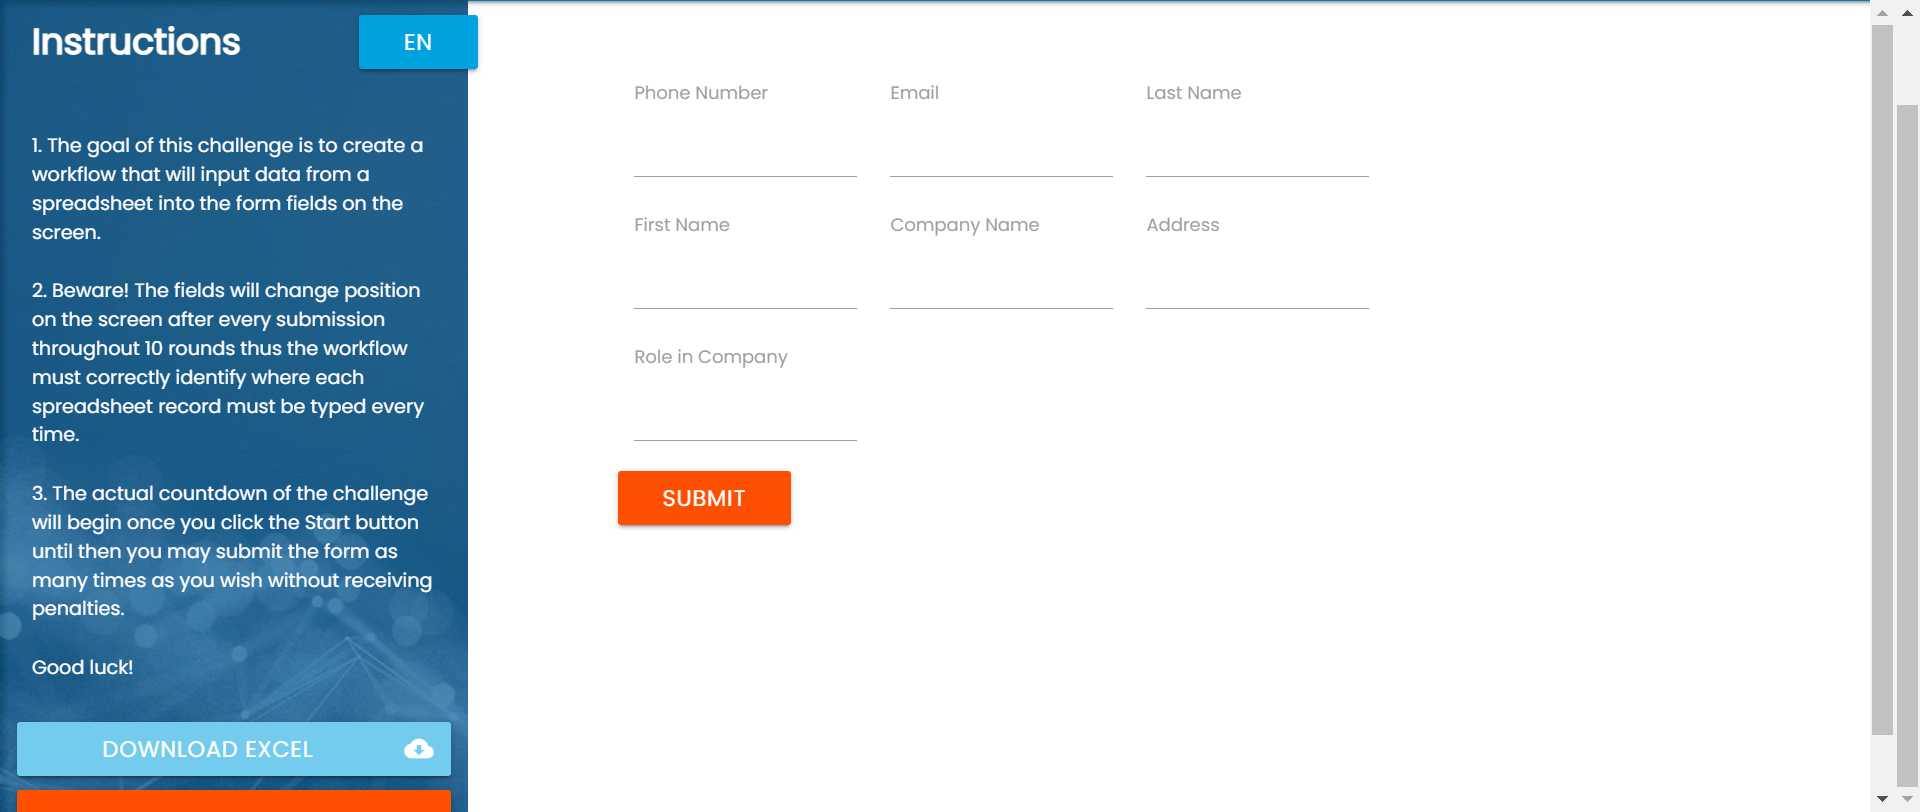 Instructions
EN
1. The goal of this challenge is to create a
workflow that will input data from a
spreadsheet into the form fields on the
screen.
2. Beware! The fields will change position
on the screen after every submission
throughout 10 rounds thus the workflow
must correctly identify where each
spreadsheet record must be typed every
time.
3. The actual countdown of the challenge
will begin once you click the Start button
until then you may submit the form as
many times as you wish without receiving
penalties.
Good luck!
DOWNLOAD EXCEL
Phone Number
Email
Last Name
First Name
Company Name
Address
Role in Company
SUBMIT